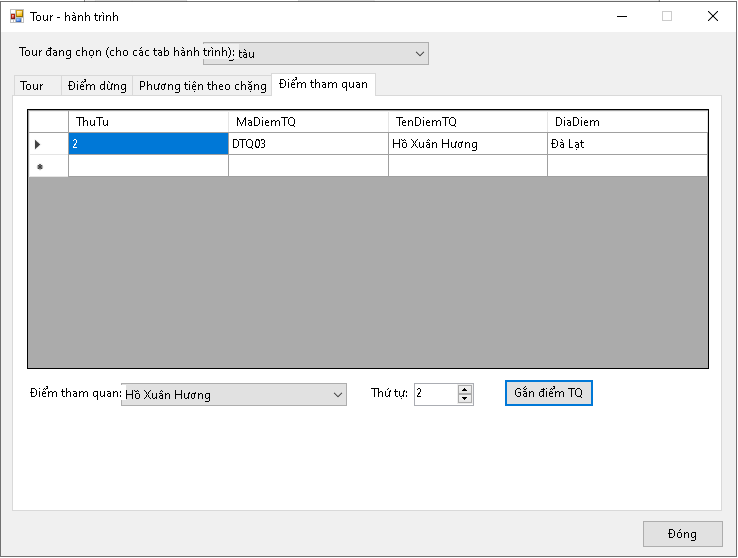 Tour - hành trình
Tour đang chọn (cho các tab hành trình): tàu
Tour Điểm dừng Phương tiện theo chặng Điểm tham quan
ThuTu MaDiemTQ TenDiemTQ DiaDiem
2 DTQ03 Hồ Xuân Hương Đà Lạt
Điểm tham quan: Hồ Xuân Hương Thứ tự: 2 Gắn điểm TQ
Đóng